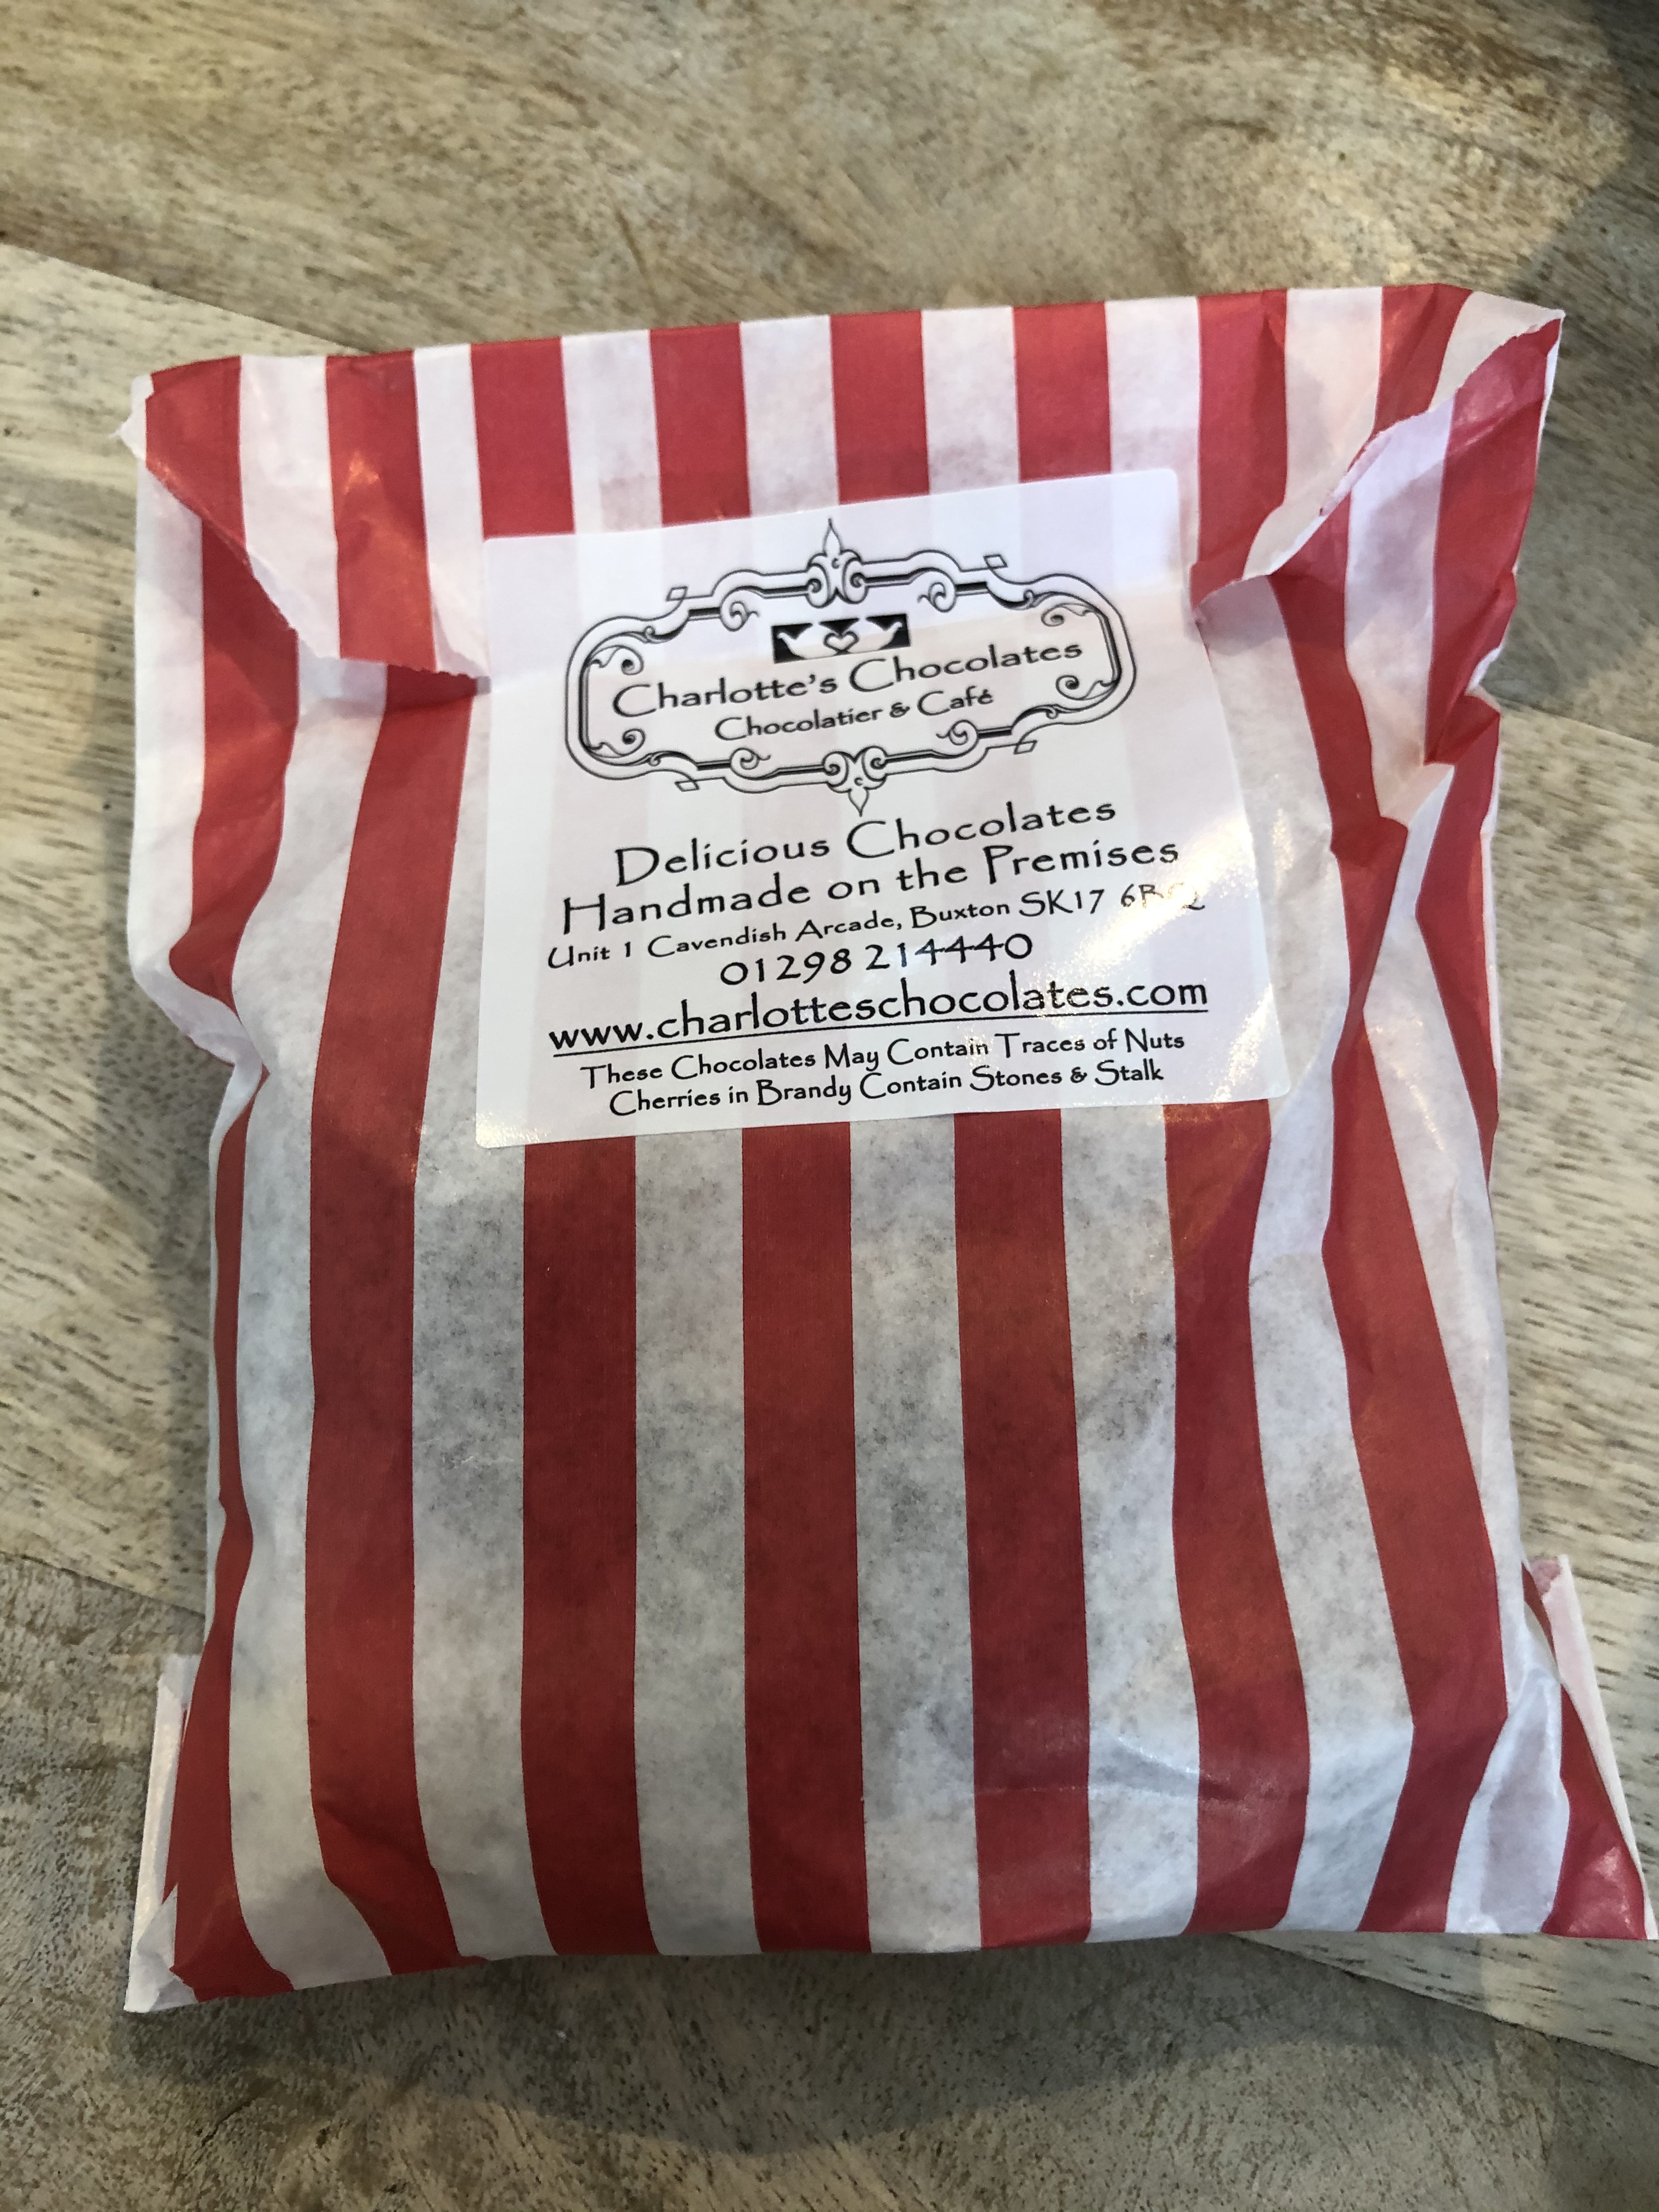 Charlotte's Chocolates
Chocolatier & Café
Delicious Chocolates
Handmade on the Premises
Unit 1 Cavendish Arcade, Buxton SK17
01298 214440
www.charlotteschocolates.com
These Chocolates May Contain Traces of Nuts
Cherries in Brandy Contain Stones & Stalk